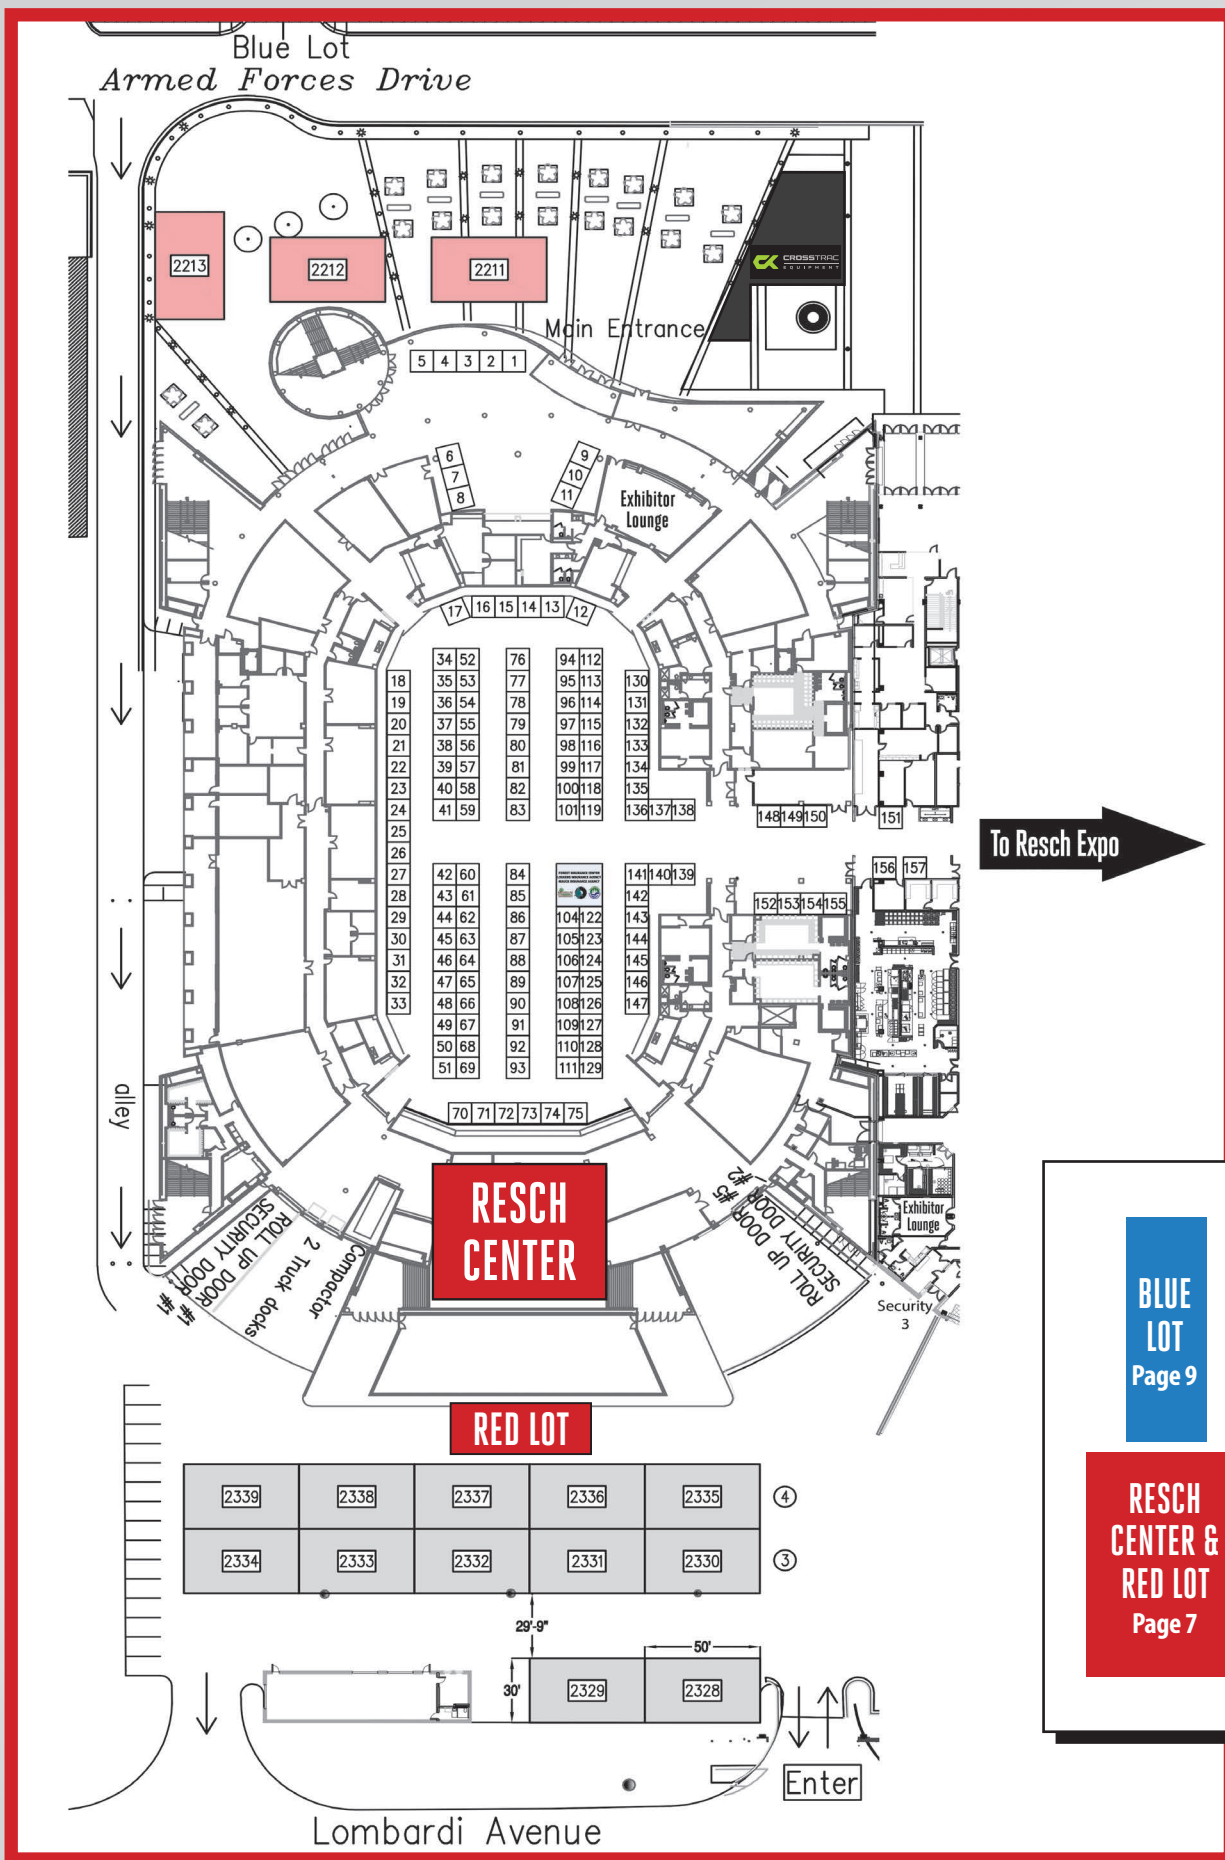 Blue Lot
Armed Forces Drive
2213
2212
2211
CROSSTRAC
EQUIPMENT
Main Entrance
5 4 3 2 1
6
7
8
9
10
11
Exhibitor
Lounge
17 16 15 14 13 12
34 52 76 94 112
18 35 53 77 95 113 130
19 36 54 78 96 114 131
20 37 55 79 97 115 132
21 38 56 80 98 116 133
22 39 57 81 99 117 134
23 40 58 82 100 118 135
24 41 59 83 101 119 136 137 138 148 149 150 151
25
26
To Resch Expo
27 42 60 84 141 140 139 156 157
28 43 61 85 142
29 44 62 86 104 122 143 152 153 154 155
30 45 63 87 105 123 144
31 46 64 88 106 124 145
32 47 65 89 107 125 146
33 48 66 90 108 126 147
49 67 91 109 127
50 68 92 110 128
51 69 93 111 129
alley
70 71 72 73 74 75
RESCH
CENTER
SECURITY DOOR #1
ROLL UP DOOR #1
2 Truck docks
Compactor
ROLL UP DOOR #5
SECURITY DOOR #2
Exhibitor
Lounge
Security
3
RED LOT
2339 2338 2337 2336 2335 4
2334 2333 2332 2331 2330 3
29'-9"
50'
30'
2329 2328
Enter
Lombardi Avenue
BLUE
LOT
Page 9
RESCH
CENTER &
RED LOT
Page 7